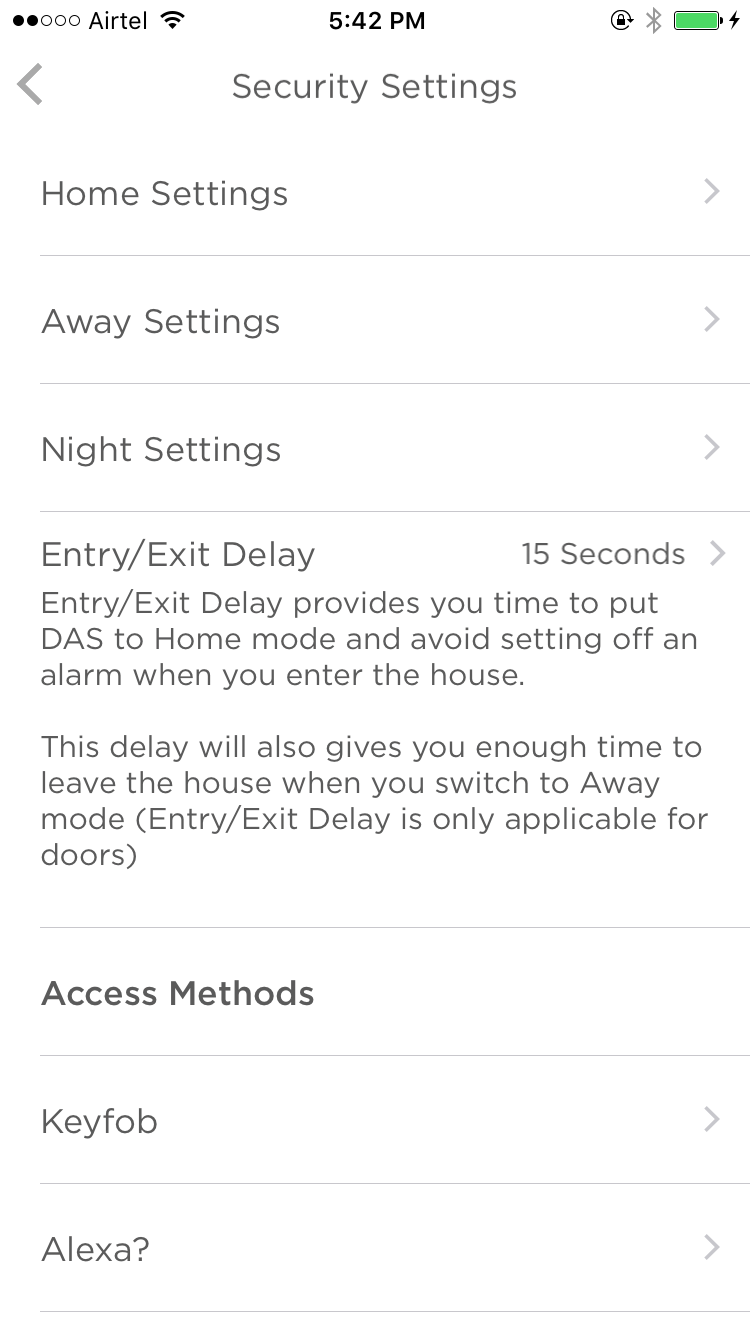 Airtel 5:42 PM
Security Settings
Home Settings
Away Settings
Night Settings
Entry/Exit Delay 15 Seconds
Entry/Exit Delay provides you time to put
DAS to Home mode and avoid setting off an
alarm when you enter the house.
This delay will also gives you enough time to
leave the house when you switch to Away
mode (Entry/Exit Delay is only applicable for
doors)
Access Methods
Keyfob
Alexa?